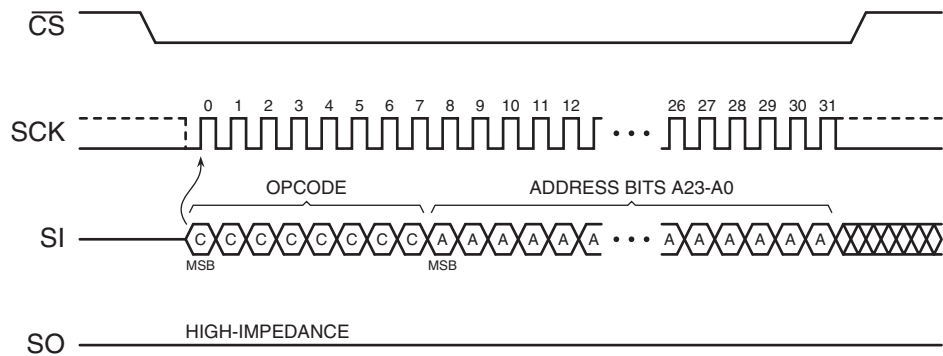 CS
0 1 2 3 4 5 6 7 8 9 10 11 12 26 27 28 29 30 31
SCK
OPCODE ADDRESS BITS A23-A0
SI C C C C C C C C A A A A A A A A A A A A
MSB MSB
HIGH-IMPEDANCE
SO